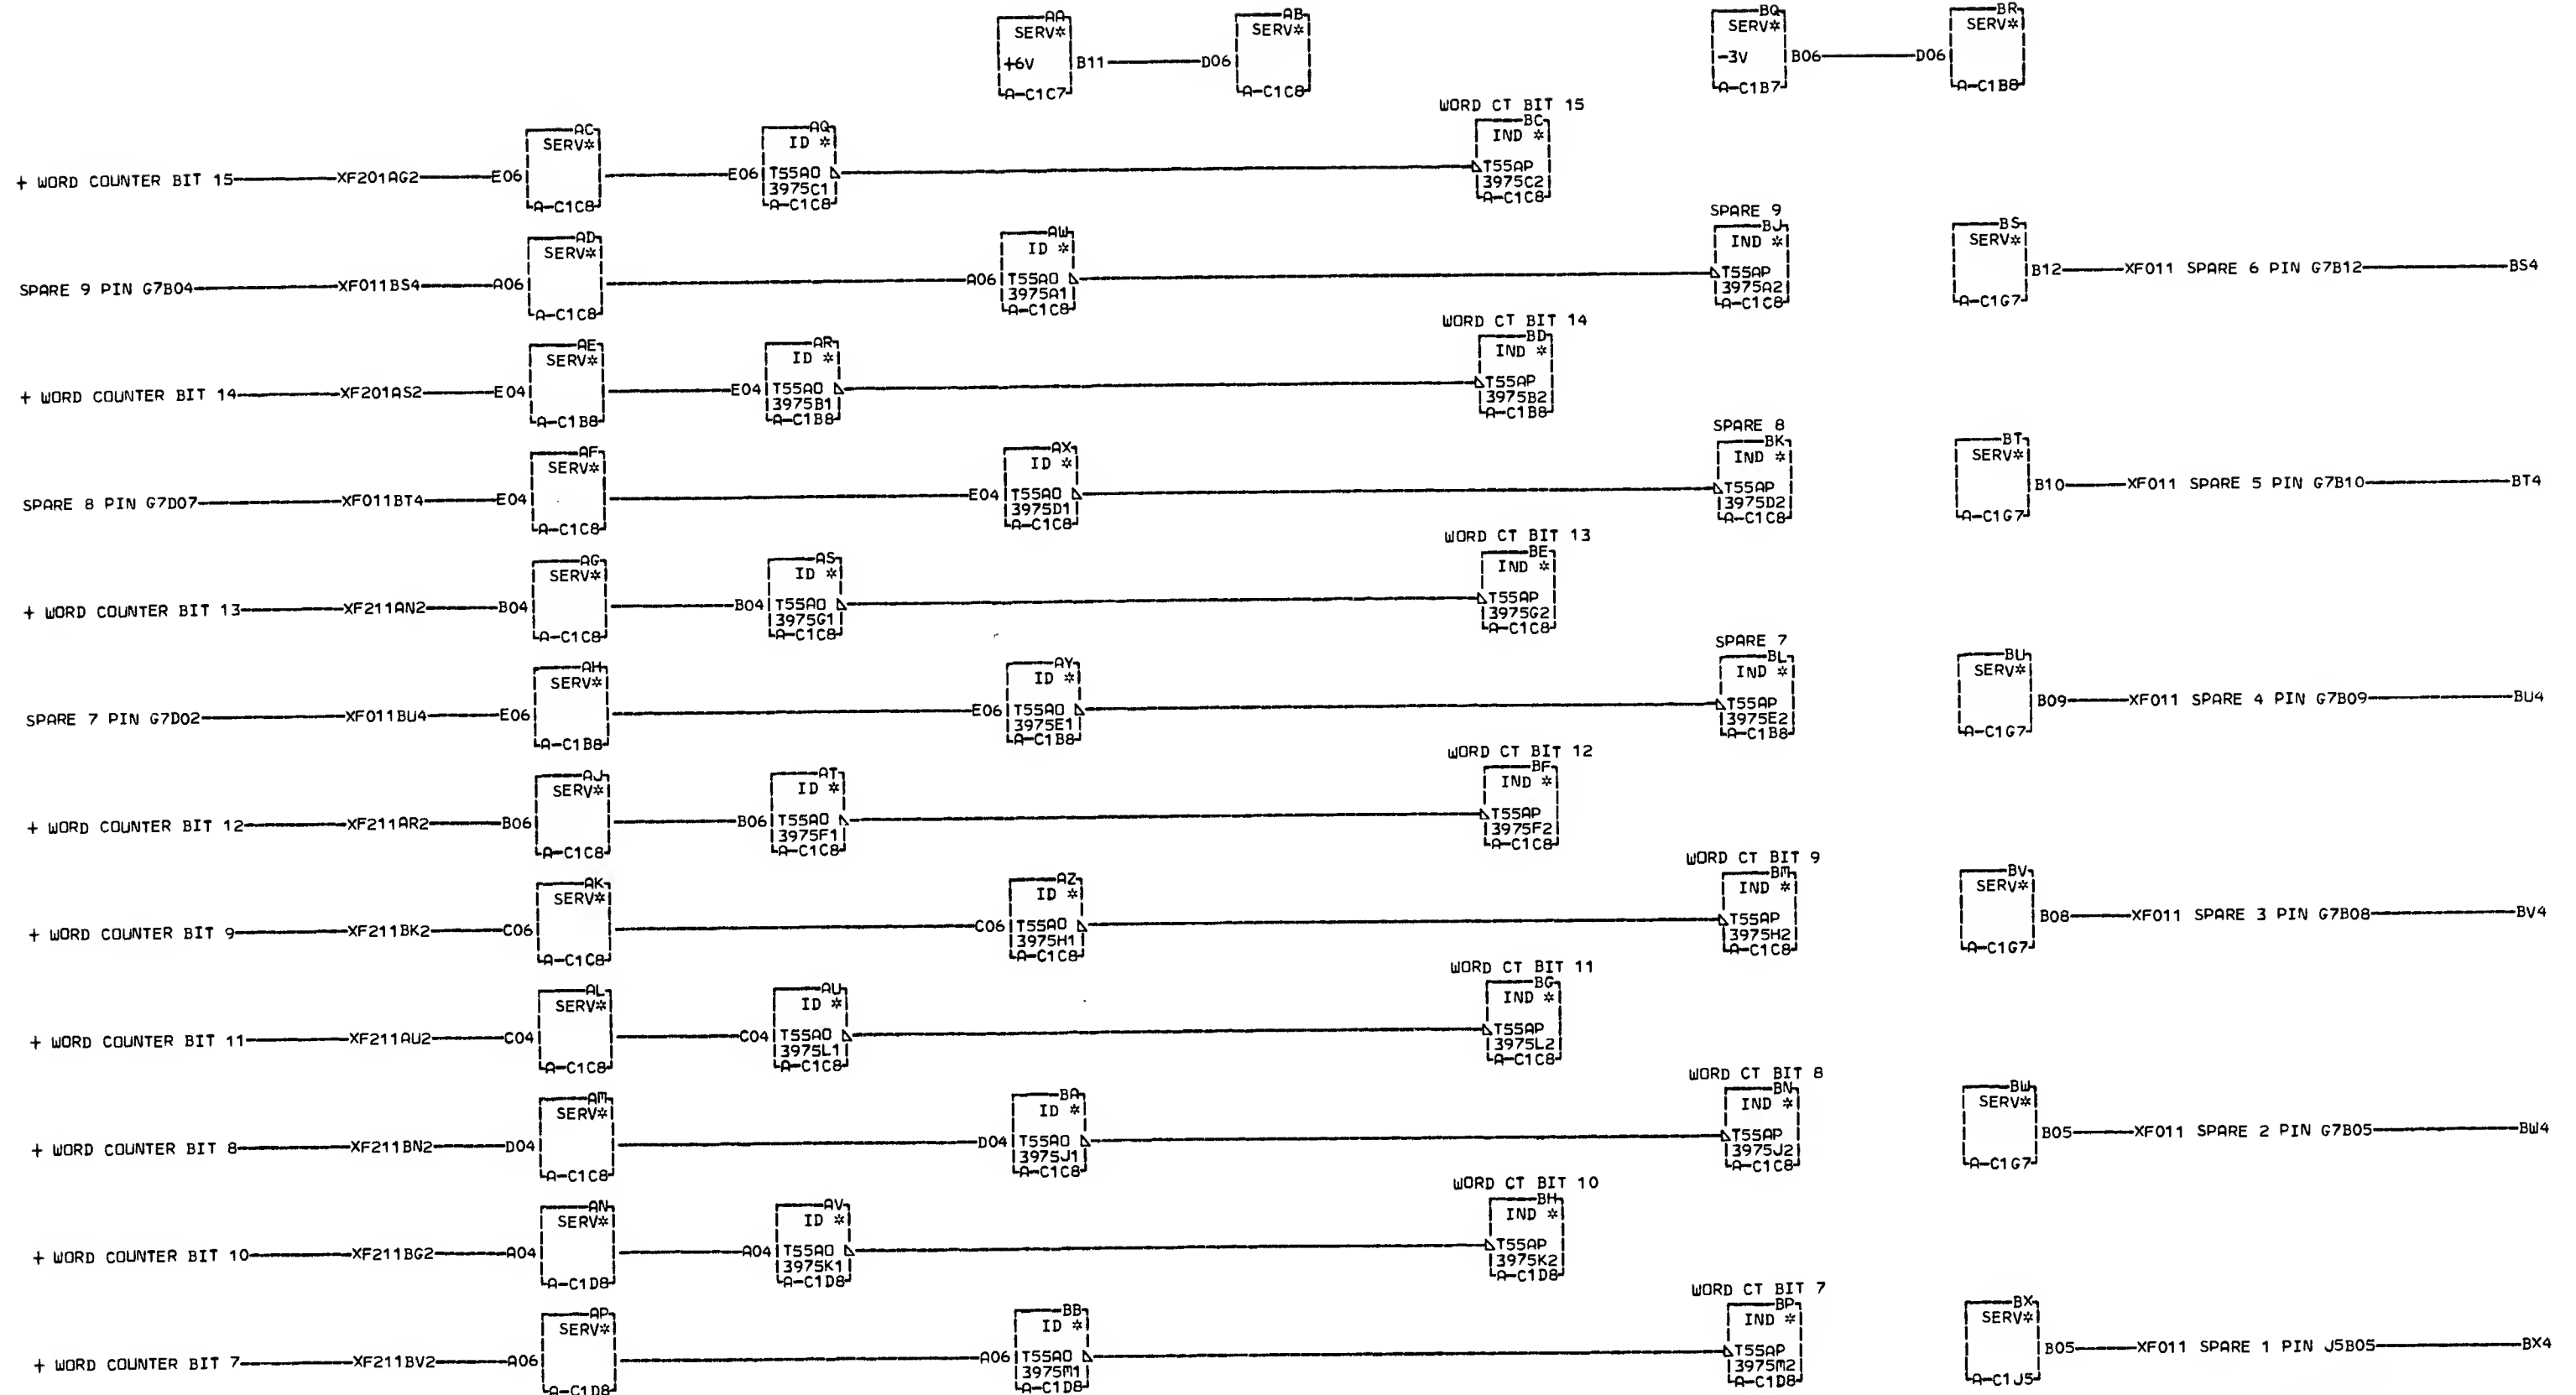 AA AB BQ BR
SERV* SERV* SERV* SERV*
+6V B11 D06 -3V B06 D06
A-C1C7 A-C1C8 A-C1B7 A-C1B8
WORD CT BIT 15
AC AQ BC
SERV* ID * IND *
+ WORD COUNTER BIT 15 XF201AG2 E06 E06 T55AO T55AP
3975C1 3975C2
A-C1C8 A-C1C8 A-C1C8
SPARE 9
AD AW BJ BS
SERV* ID * IND * SERV*
SPARE 9 PIN G7B04 XF011BS4 A06 A06 T55AO T55AP B12 XF011 SPARE 6 PIN G7B12 BS4
3975A1 3975A2
A-C1C8 A-C1C8 A-C1C8 A-C1G7
WORD CT BIT 14
AE AR BD
SERV* ID * IND *
+ WORD COUNTER BIT 14 XF201AS2 E04 E04 T55AO T55AP
3975B1 3975B2
A-C1B8 A-C1B8 A-C1B8
SPARE 8
AF AX BK BT
SERV* ID * IND * SERV*
SPARE 8 PIN G7D07 XF011BT4 E04 E04 T55AO T55AP B10 XF011 SPARE 5 PIN G7B10 BT4
3975D1 3975D2
A-C1C8 A-C1C8 A-C1C8 A-C1G7
WORD CT BIT 13
AG AS BE
SERV* ID * IND *
+ WORD COUNTER BIT 13 XF211AN2 B04 B04 T55AO T55AP
3975G1 3975G2
A-C1C8 A-C1C8 A-C1C8
SPARE 7
AH AY BL BU
SERV* ID * IND * SERV*
SPARE 7 PIN G7D02 XF011BU4 E06 E06 T55AO T55AP B09 XF011 SPARE 4 PIN G7B09 BU4
3975E1 3975E2
A-C1B8 A-C1B8 A-C1B8 A-C1G7
WORD CT BIT 12
AJ AT BF
SERV* ID * IND *
+ WORD COUNTER BIT 12 XF211AR2 B06 B06 T55AO T55AP
3975F1 3975F2
A-C1C8 A-C1C8 A-C1C8
WORD CT BIT 9
AK AZ BM BV
SERV* ID * IND * SERV*
+ WORD COUNTER BIT 9 XF211BK2 C06 C06 T55AO T55AP B08 XF011 SPARE 3 PIN G7B08 BV4
3975H1 3975H2
A-C1C8 A-C1C8 A-C1C8 A-C1G7
WORD CT BIT 11
AL AU BG
SERV* ID * IND *
+ WORD COUNTER BIT 11 XF211AU2 C04 C04 T55AO T55AP
3975L1 3975L2
A-C1C8 A-C1C8 A-C1C8
WORD CT BIT 8
AM BA BN BW
SERV* ID * IND * SERV*
+ WORD COUNTER BIT 8 XF211BN2 D04 D04 T55AO T55AP B05 XF011 SPARE 2 PIN G7B05 BW4
3975J1 3975J2
A-C1C8 A-C1C8 A-C1C8 A-C1G7
WORD CT BIT 10
AN AV BH
SERV* ID * IND *
+ WORD COUNTER BIT 10 XF211BG2 A04 A04 T55AO T55AP
3975K1 3975K2
A-C1D8 A-C1D8 A-C1D8
WORD CT BIT 7
AP BB BP BX
SERV* ID * IND * SERV*
+ WORD COUNTER BIT 7 XF211BV2 A06 A06 T55AO T55AP B05 XF011 SPARE 1 PIN J5B05 BX4
3975M1 3975M2
A-C1D8 A-C1D8 A-C1D8 A-C1J5